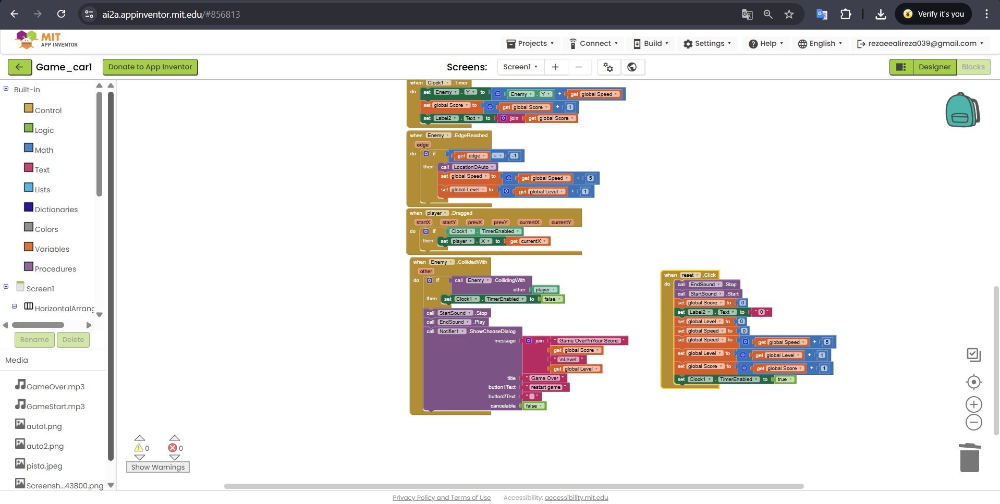 ai2a.appinventor.mit.edu/#856813
Verify it's you
MIT
APP INVENTOR
Projects
Connect
Build
Settings
Help
English
rezaeealireza039@gmail.com
Game_car1
Donate to App Inventor
Screens:
Screen1
Designer
Blocks
Built-in
Control
Logic
Math
Text
Lists
Dictionaries
Colors
Variables
Procedures
Screen1
HorizontalArrang
Rename
Delete
Media
GameOver.mp3
GameStart.mp3
auto1.png
auto2.png
pista.jpeg
Screensh...43800.png
when Clock1 .Timer
do set Enemy . Y to Enemy . Y + get global Speed
set global Score to get global Score + 1
set Label2 . Text to join get global Score
when Enemy .EdgeReached
edge
do if get edge = -1
then call LocationOAuto
set global Speed to get global Speed + 5
set global Level to get global Level + 1
when player .Dragged
startX startY prevX prevY currentX currentY
do if Clock1 . TimerEnabled
then set player . X to get currentX
when Enemy .CollidedWith
other
do if call Enemy .CollidingWith
other player
then set Clock1 . TimerEnabled to false
call StartSound .Stop
call EndSound .Play
call Notifier1 .ShowChooseDialog
message join " Game Over!\nYour Score: "
get global Score
" \nLevel: "
get global Level
title " Game Over "
button1Text " restart game "
button2Text " "
cancelable false
when reset .Click
do call EndSound .Stop
call StartSound .Start
set global Score to 0
set Label2 . Text to " 0 "
set global Level to 0
set global Speed to 0
set global Speed to get global Speed + 5
set global Level to get global Level + 1
set global Score to get global Score + 1
set Clock1 . TimerEnabled to true
0 0
Show Warnings
Privacy Policy and Terms of Use Accessibility: accessibility.mit.edu